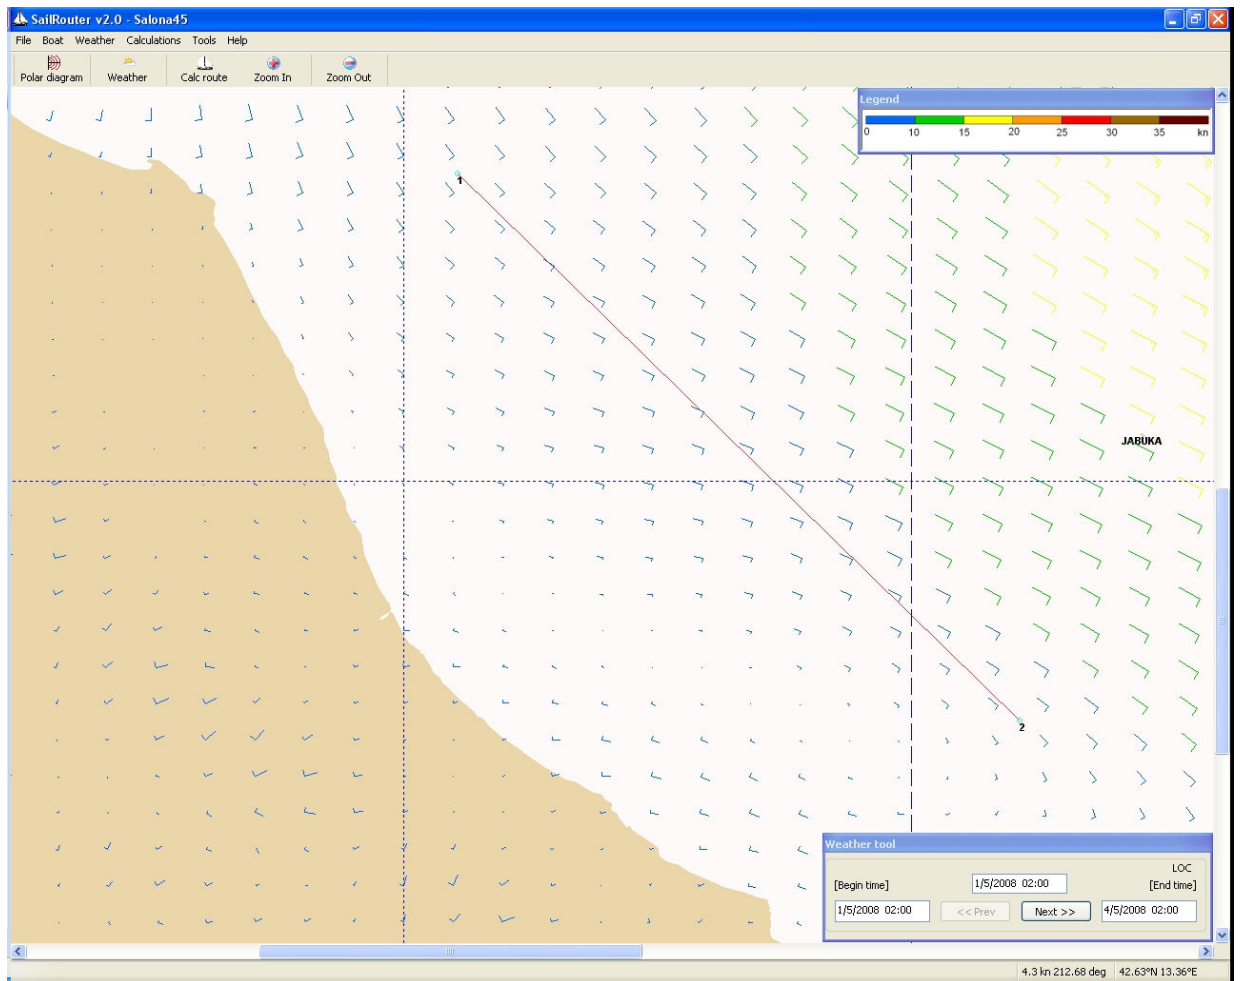 SailRouter v2.0 - Salona45
File Boat Weather Calculations Tools Help
Polar diagram Weather Calc route Zoom In Zoom Out
Legend
0 10 15 20 25 30 35 kn
1
JABUKA
2
Weather tool
LOC
[Begin time] 1/5/2008 02:00 [End time]
1/5/2008 02:00 << Prev Next >> 4/5/2008 02:00
4.3 kn 212.68 deg 42.63°N 13.36°E